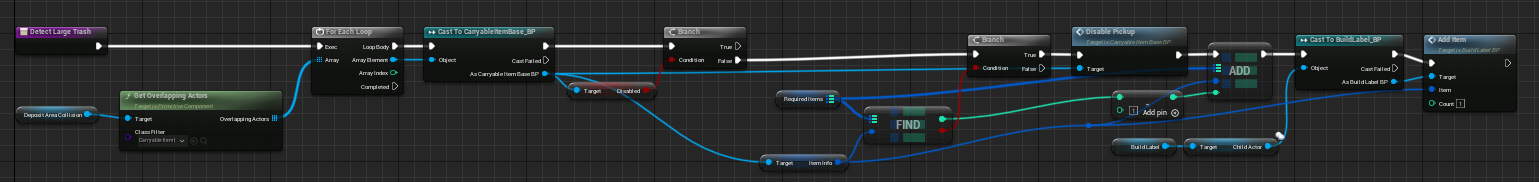 Detect Large Trash
Deposit Area Collision
Get Overlapping Actors
Target is Primitive Component
Target
Overlapping Actors
Class Filter
Carryable Item
For Each Loop
Exec
Loop Body
Array
Array Element
Array Index
Completed
Cast To CarryableItemBase_BP
Object
Cast Failed
As Carryable Item Base BP
Target
Disabled
Branch
True
Condition
False
Target
Item Info
Required Items
FIND
Branch
True
Condition
False
Disable Pickup
Target is Carryable Item Base BP
Target
1
Add pin
ADD
Build Label
Target
Child Actor
Cast To BuildLabel_BP
Object
Cast Failed
As Build Label BP
Add Item
Target is Build Label BP
Target
Item
Count
1